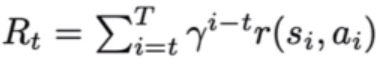 R_t = \sum_{i=t}^{T} \gamma^{i-t} r(s_i, a_i)